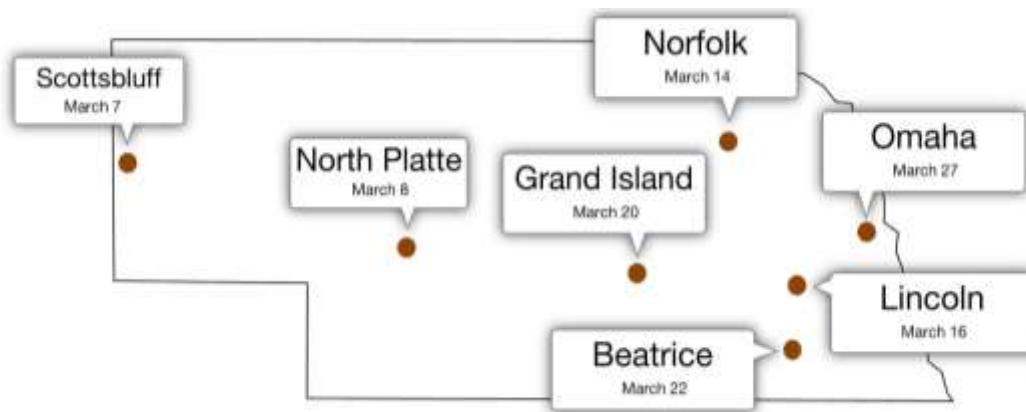 Norfolk
March 14
Scottsbluff
March 7
Omaha
March 27
North Platte
March 8
Grand Island
March 20
Lincoln
March 16
Beatrice
March 22